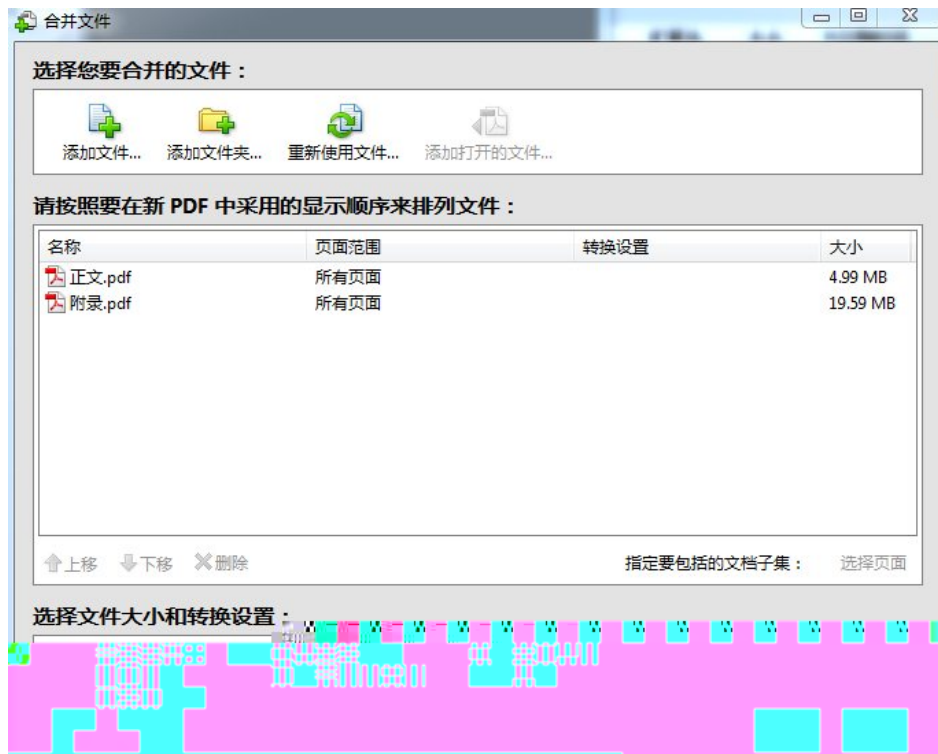 合并文件
选择您要合并的文件：
添加文件... 添加文件夹... 重新使用文件... 添加打开的文件...
请按照要在新 PDF 中采用的显示顺序来排列文件：
名称 页面范围 转换设置 大小
正文.pdf 所有页面 4.99 MB
附录.pdf 所有页面 19.59 MB
上移 下移 删除 指定要包括的文档子集： 选择页面
选择文件大小和转换设置：